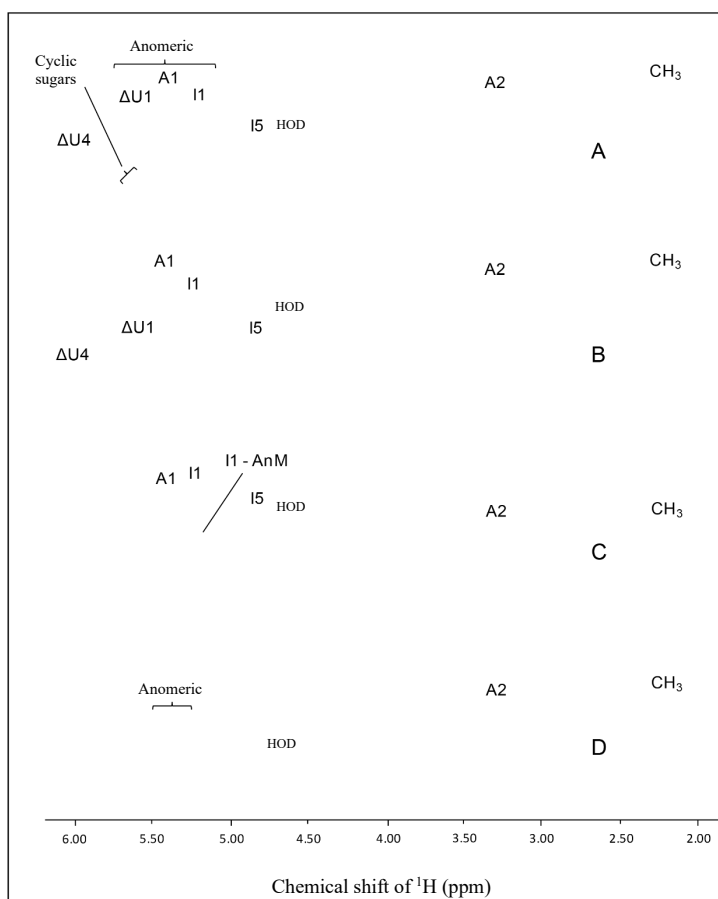 Anomeric
Cyclic
sugars
A1
ΔU1
I1
A2
CH₃
ΔU4
I5
HOD
A
A1
I1
A2
CH₃
HOD
ΔU1
I5
ΔU4
B
A1
I1
I1 - AnM
I5
HOD
A2
CH₃
C
Anomeric
A2
CH₃
HOD
D
6.00 5.50 5.00 4.50 4.00 3.50 3.00 2.50 2.00
Chemical shift of ¹H (ppm)